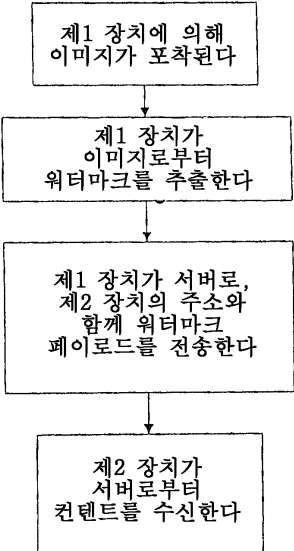 제1 장치에 의해
이미지가 포착된다
제1 장치가
이미지로부터
워터마크를 추출한다
제1 장치가 서버로,
제2 장치의 주소와
함께 워터마크
페이로드를 전송한다
제2 장치가
서버로부터
컨텐트를 수신한다